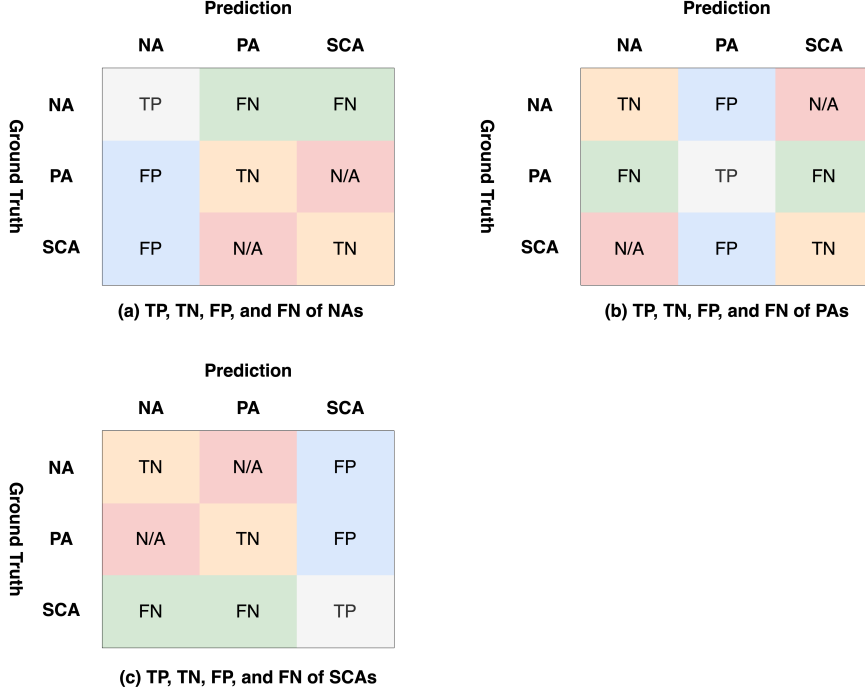 Prediction
NA PA SCA
Ground Truth
NA TP FN FN
PA FP TN N/A
SCA FP N/A TN
(a) TP, TN, FP, and FN of NAs
Prediction
NA PA SCA
Ground Truth
NA TN FP N/A
PA FN TP FN
SCA N/A FP TN
(b) TP, TN, FP, and FN of PAs
Prediction
NA PA SCA
Ground Truth
NA TN N/A FP
PA N/A TN FP
SCA FN FN TP
(c) TP, TN, FP, and FN of SCAs